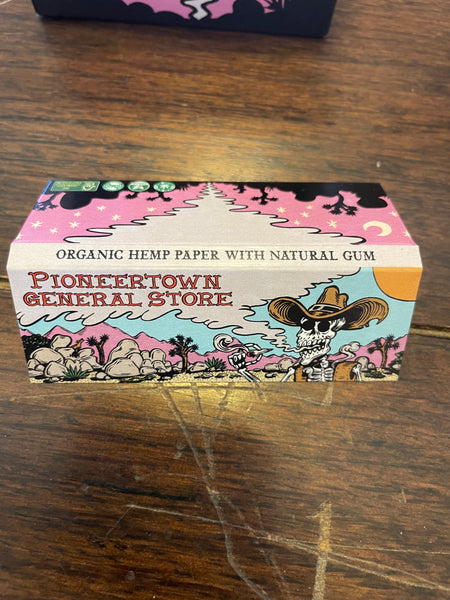 ORGANIC HEMP PAPER WITH NATURAL GUM
PIONEERTOWN
GENERAL STORE